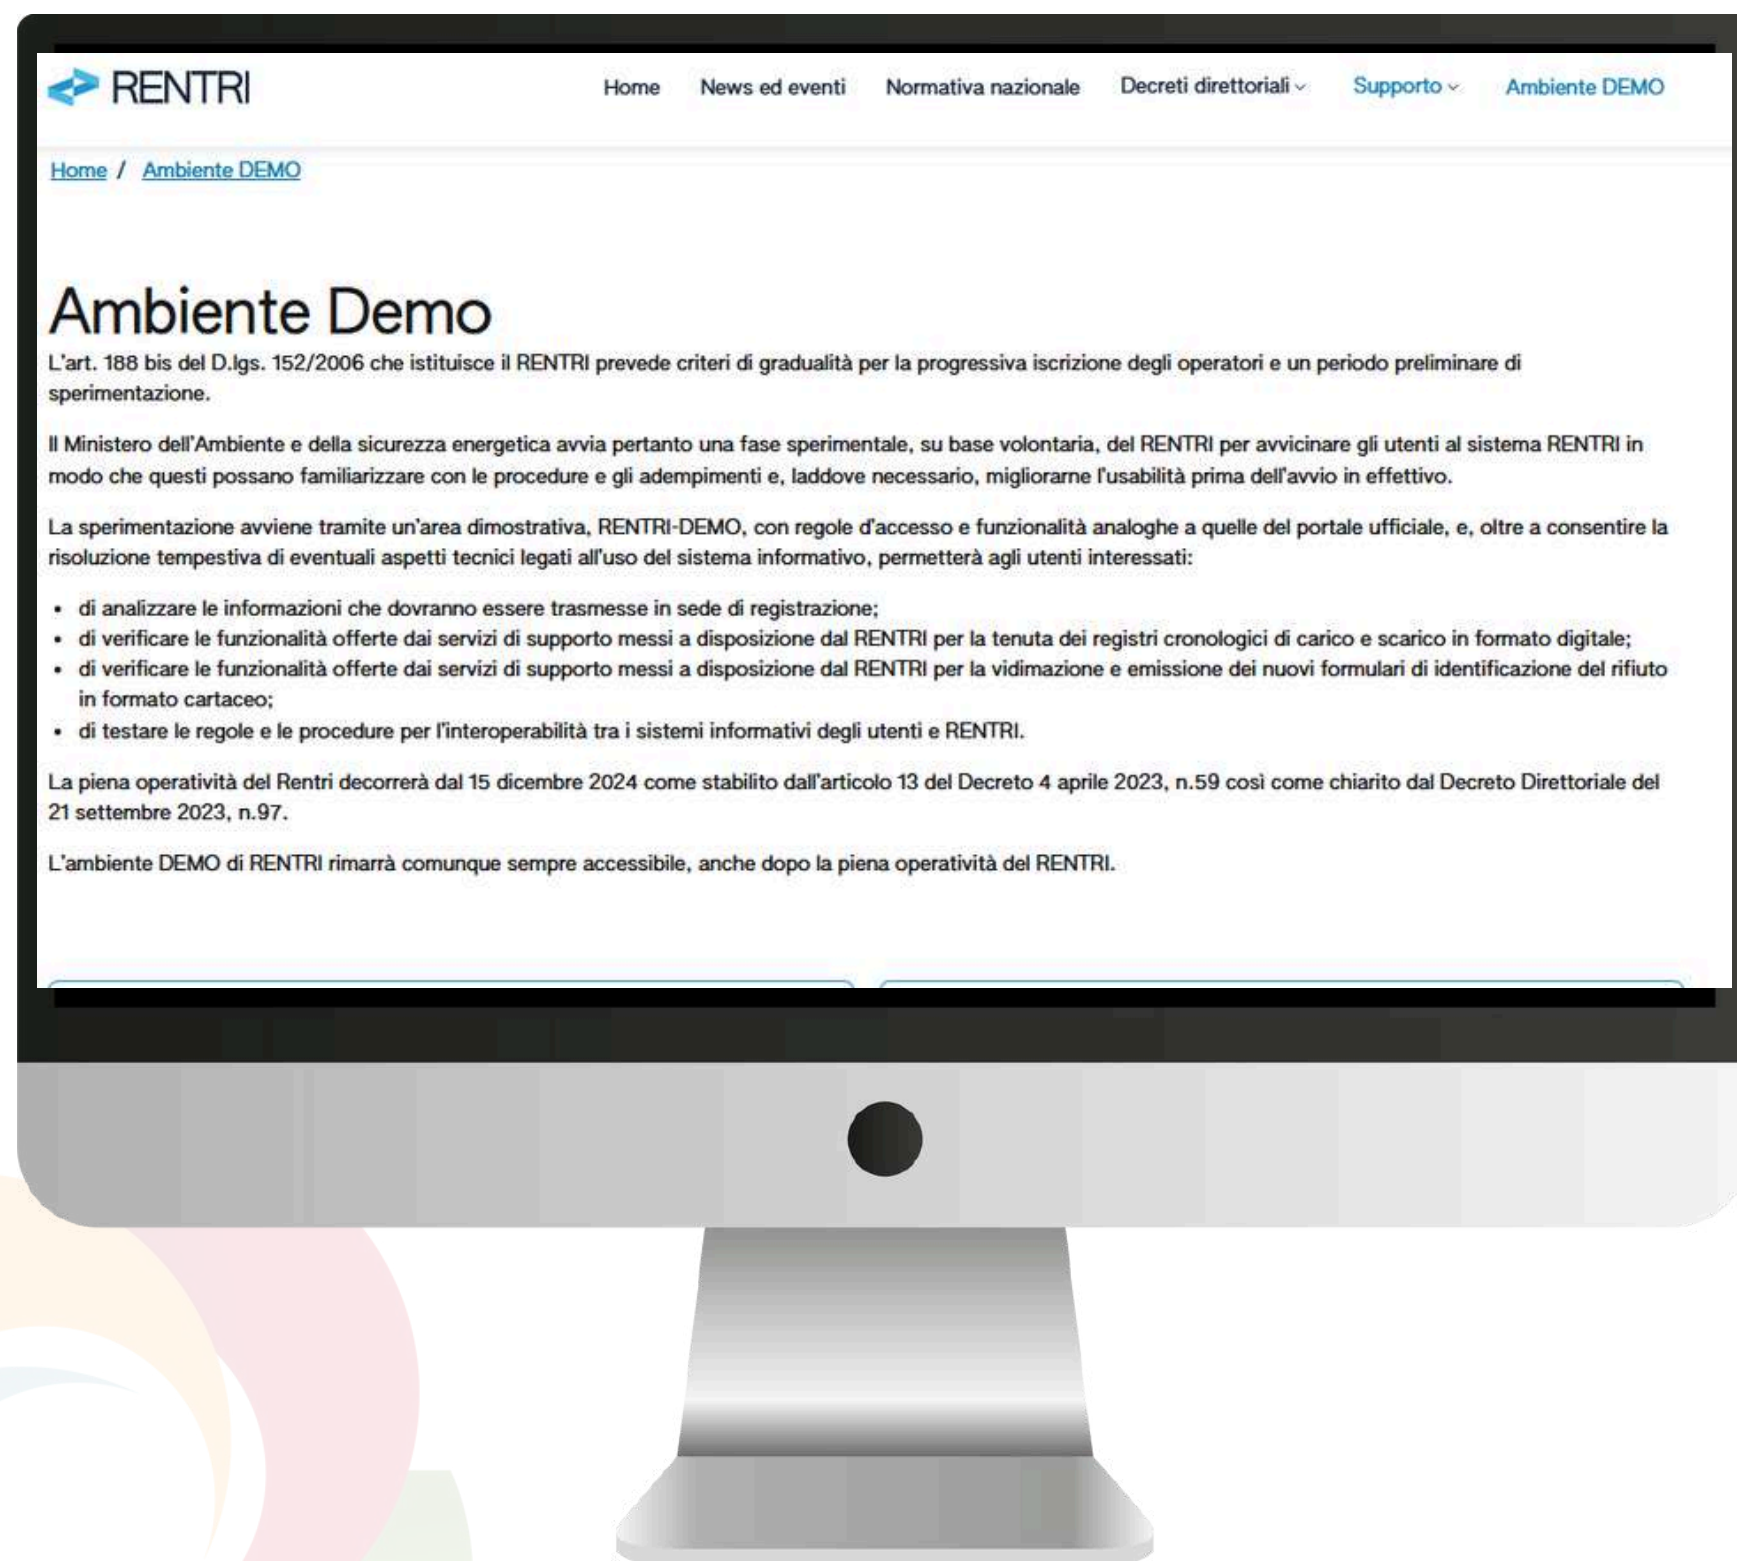 RENTRI
Home News ed eventi Normativa nazionale Decreti direttoriali Supporto Ambiente DEMO
Home / Ambiente DEMO
Ambiente Demo
L'art. 188 bis del D.lgs. 152/2006 che istituisce il RENTRI prevede criteri di gradualità per la progressiva iscrizione degli operatori e un periodo preliminare di
sperimentazione.
Il Ministero dell'Ambiente e della sicurezza energetica avvia pertanto una fase sperimentale, su base volontaria, del RENTRI per avvicinare gli utenti al sistema RENTRI in
modo che questi possano familiarizzare con le procedure e gli adempimenti e, laddove necessario, migliorarne l'usabilità prima dell'avvio in effettivo.
La sperimentazione avviene tramite un'area dimostrativa, RENTRI-DEMO, con regole d'accesso e funzionalità analoghe a quelle del portale ufficiale, e, oltre a consentire la
risoluzione tempestiva di eventuali aspetti tecnici legati all'uso del sistema informativo, permetterà agli utenti interessati:
• di analizzare le informazioni che dovranno essere trasmesse in sede di registrazione;
• di verificare le funzionalità offerte dai servizi di supporto messi a disposizione dal RENTRI per la tenuta dei registri cronologici di carico e scarico in formato digitale;
• di verificare le funzionalità offerte dai servizi di supporto messi a disposizione dal RENTRI per la vidimazione e emissione dei nuovi formulari di identificazione del rifiuto
in formato cartaceo;
• di testare le regole e le procedure per l'interoperabilità tra i sistemi informativi degli utenti e RENTRI.
La piena operatività del Rentri decorrerà dal 15 dicembre 2024 come stabilito dall'articolo 13 del Decreto 4 aprile 2023, n.59 così come chiarito dal Decreto Direttoriale del
21 settembre 2023, n.97.
L'ambiente DEMO di RENTRI rimarrà comunque sempre accessibile, anche dopo la piena operatività del RENTRI.